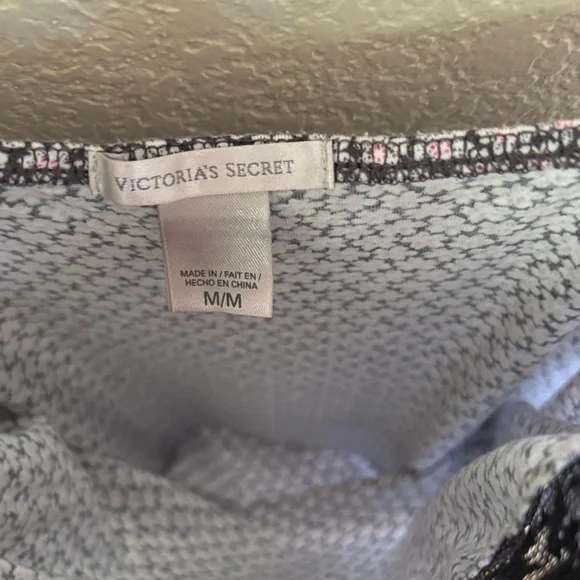 VICTORIA'S SECRET
MADE IN / FAIT EN /
HECHO EN CHINA
M/M